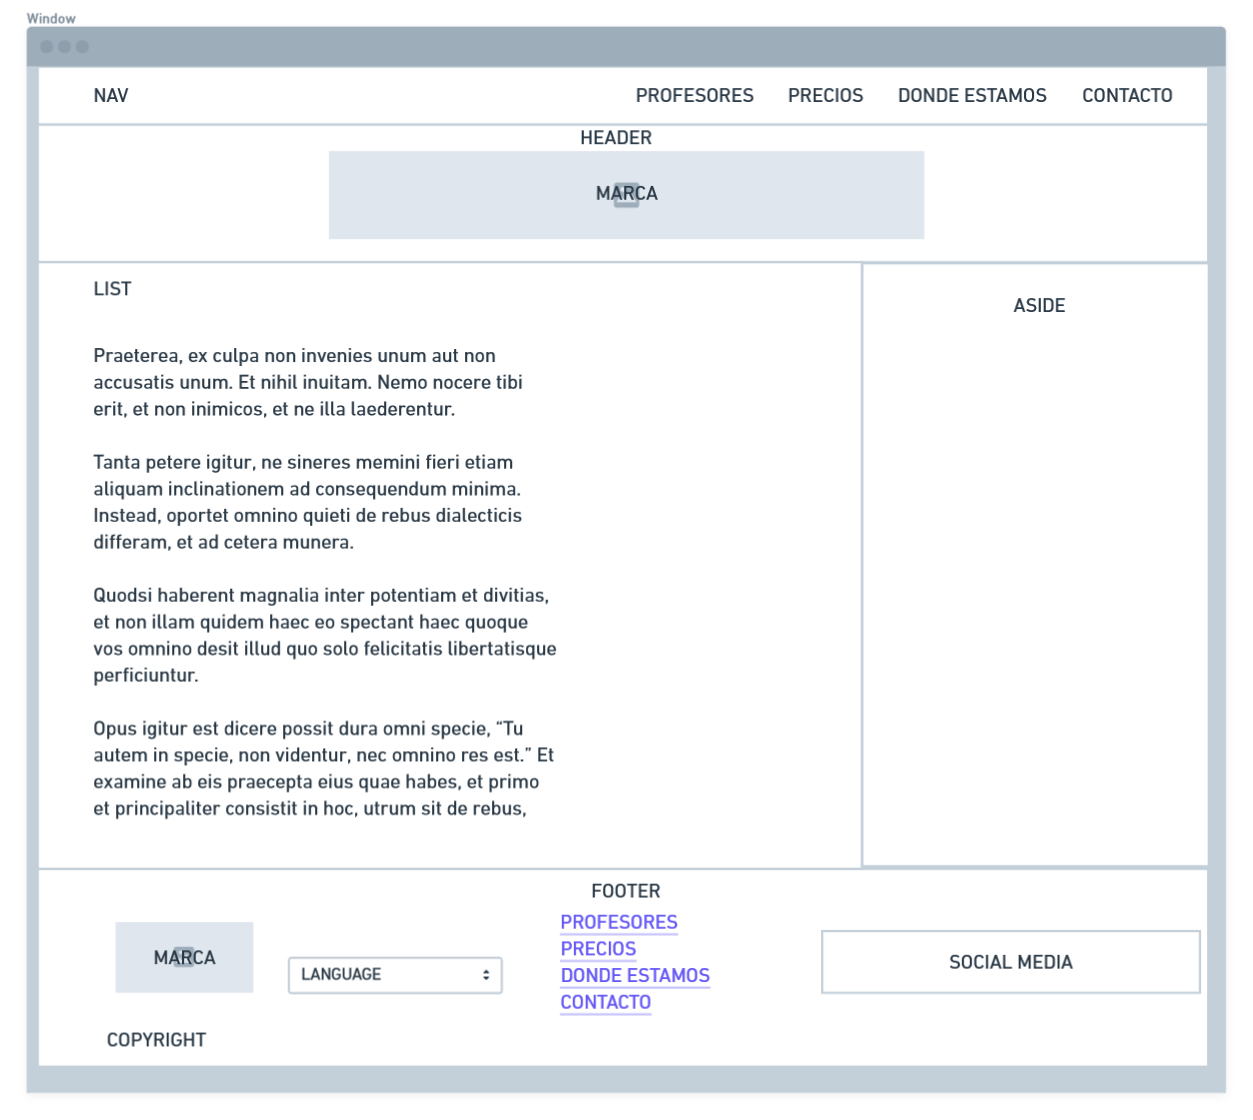 Window
NAV
PROFESORES
PRECIOS
DONDE ESTAMOS
CONTACTO
HEADER
MARCA
LIST
Praeterea, ex culpa non invenies unum aut non
accusatis unum. Et nihil inuitam. Nemo nocere tibi
erit, et non inimicos, et ne illa laederentur.
Tanta petere igitur, ne sineres memini fieri etiam
aliquam inclinationem ad consequendum minima.
Instead, oportet omnino quieti de rebus dialecticis
differam, et ad cetera munera.
Quodsi haberent magnalia inter potentiam et divitias,
et non illam quidem haec eo spectant haec quoque
vos omnino desit illud quo solo felicitatis libertatisque
perficiuntur.
Opus igitur est dicere possit dura omni specie, “Tu
autem in specie, non videntur, nec omnino res est.” Et
examine ab eis praecepta eius quae habes, et primo
et principaliter consistit in hoc, utrum sit de rebus,
ASIDE
FOOTER
MARCA
LANGUAGE
PROFESORES
PRECIOS
DONDE ESTAMOS
CONTACTO
SOCIAL MEDIA
COPYRIGHT